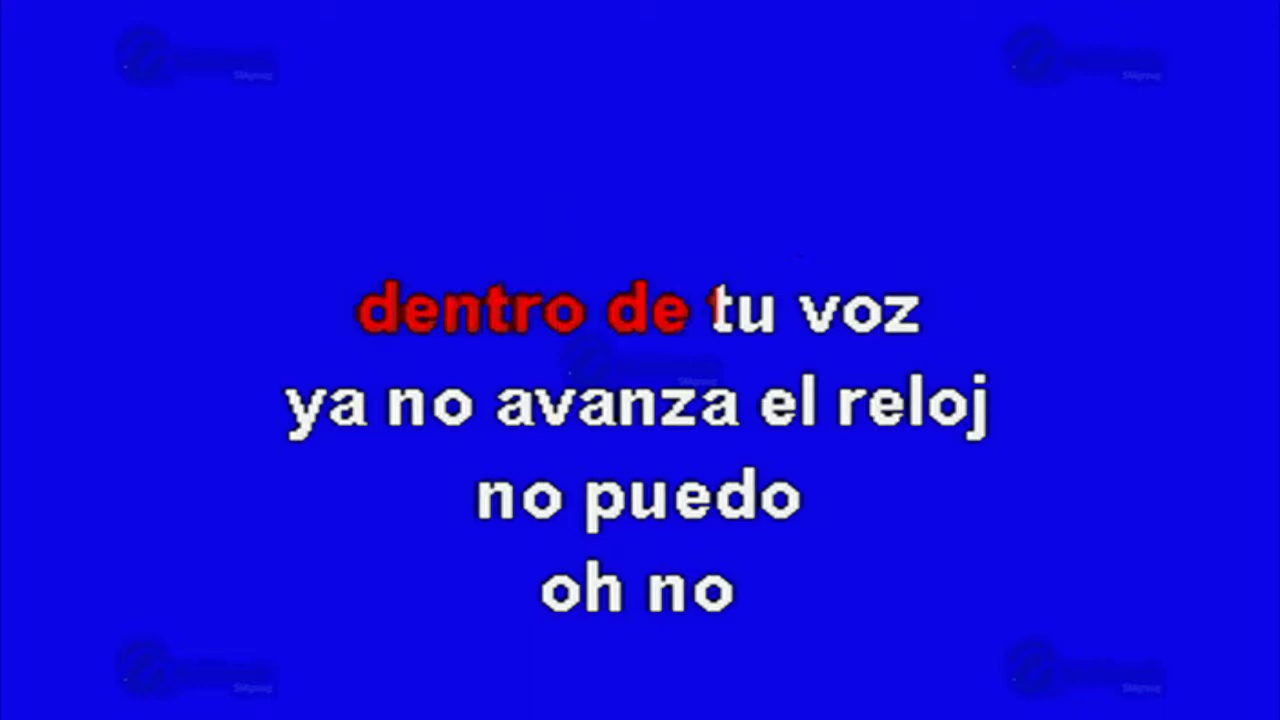 dentro de tu voz
ya no avanza el reloj
no puedo
oh no